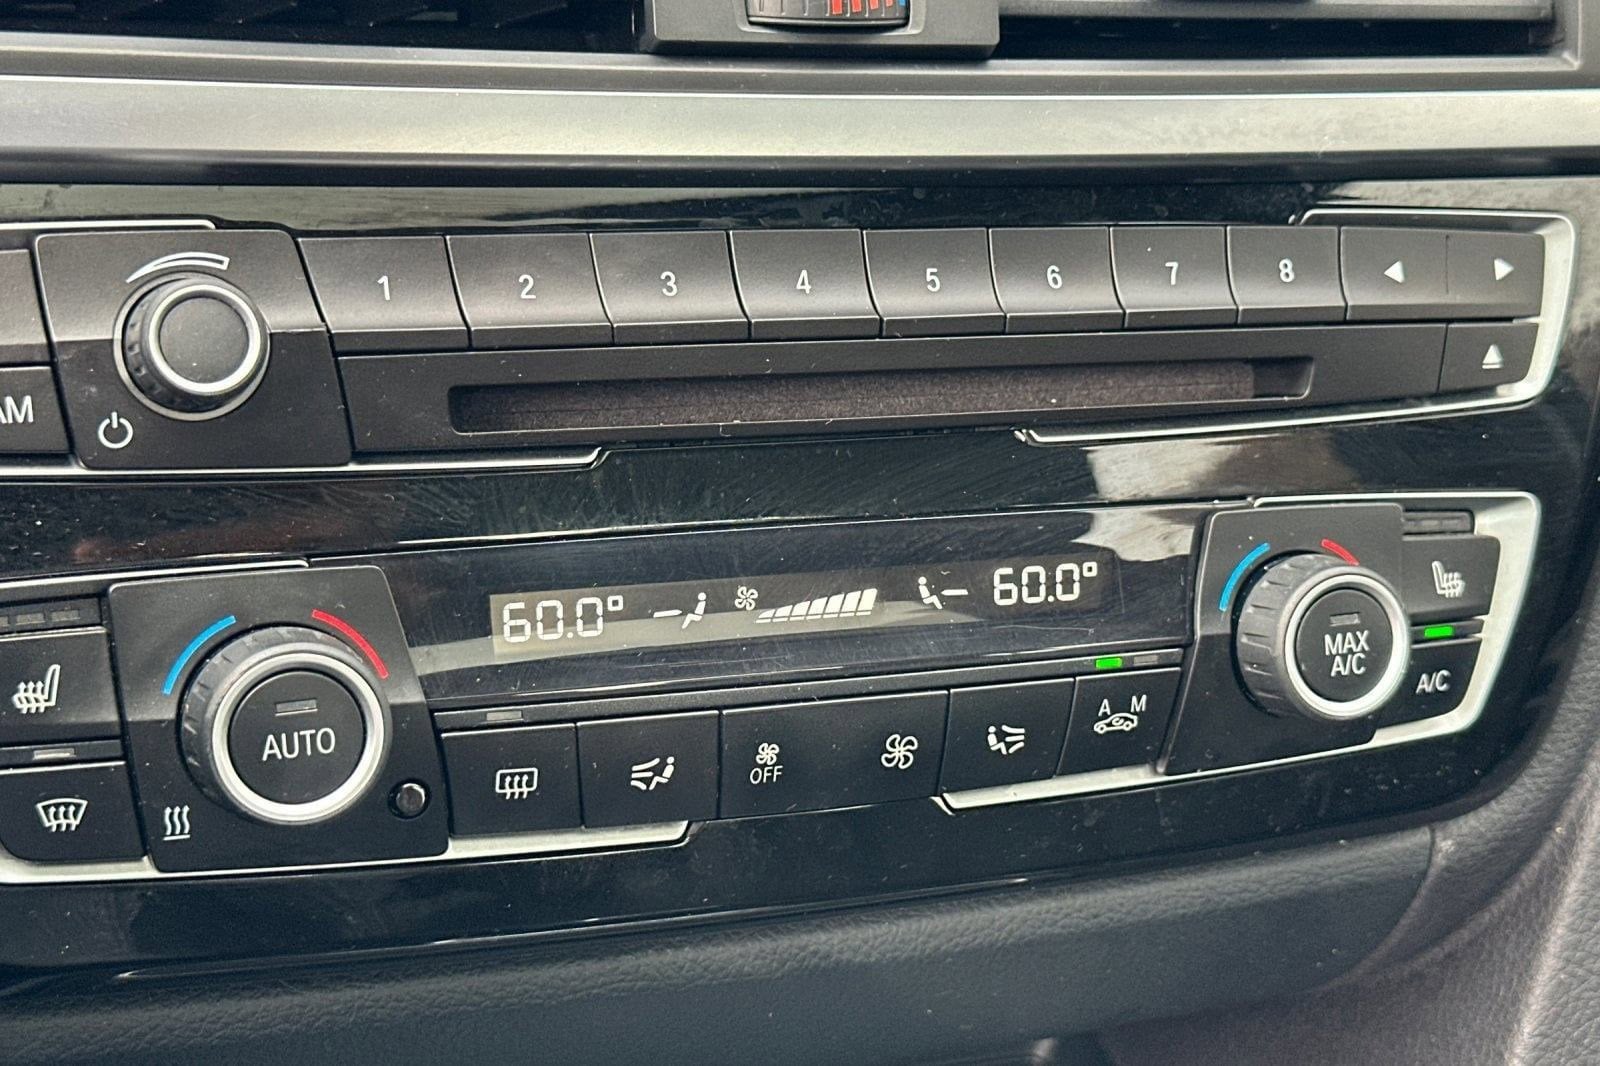 1 2 3 4 5 6 7 8
AM
60.0° 60.0°
MAX
A/C
A/C
AUTO
OFF
A M